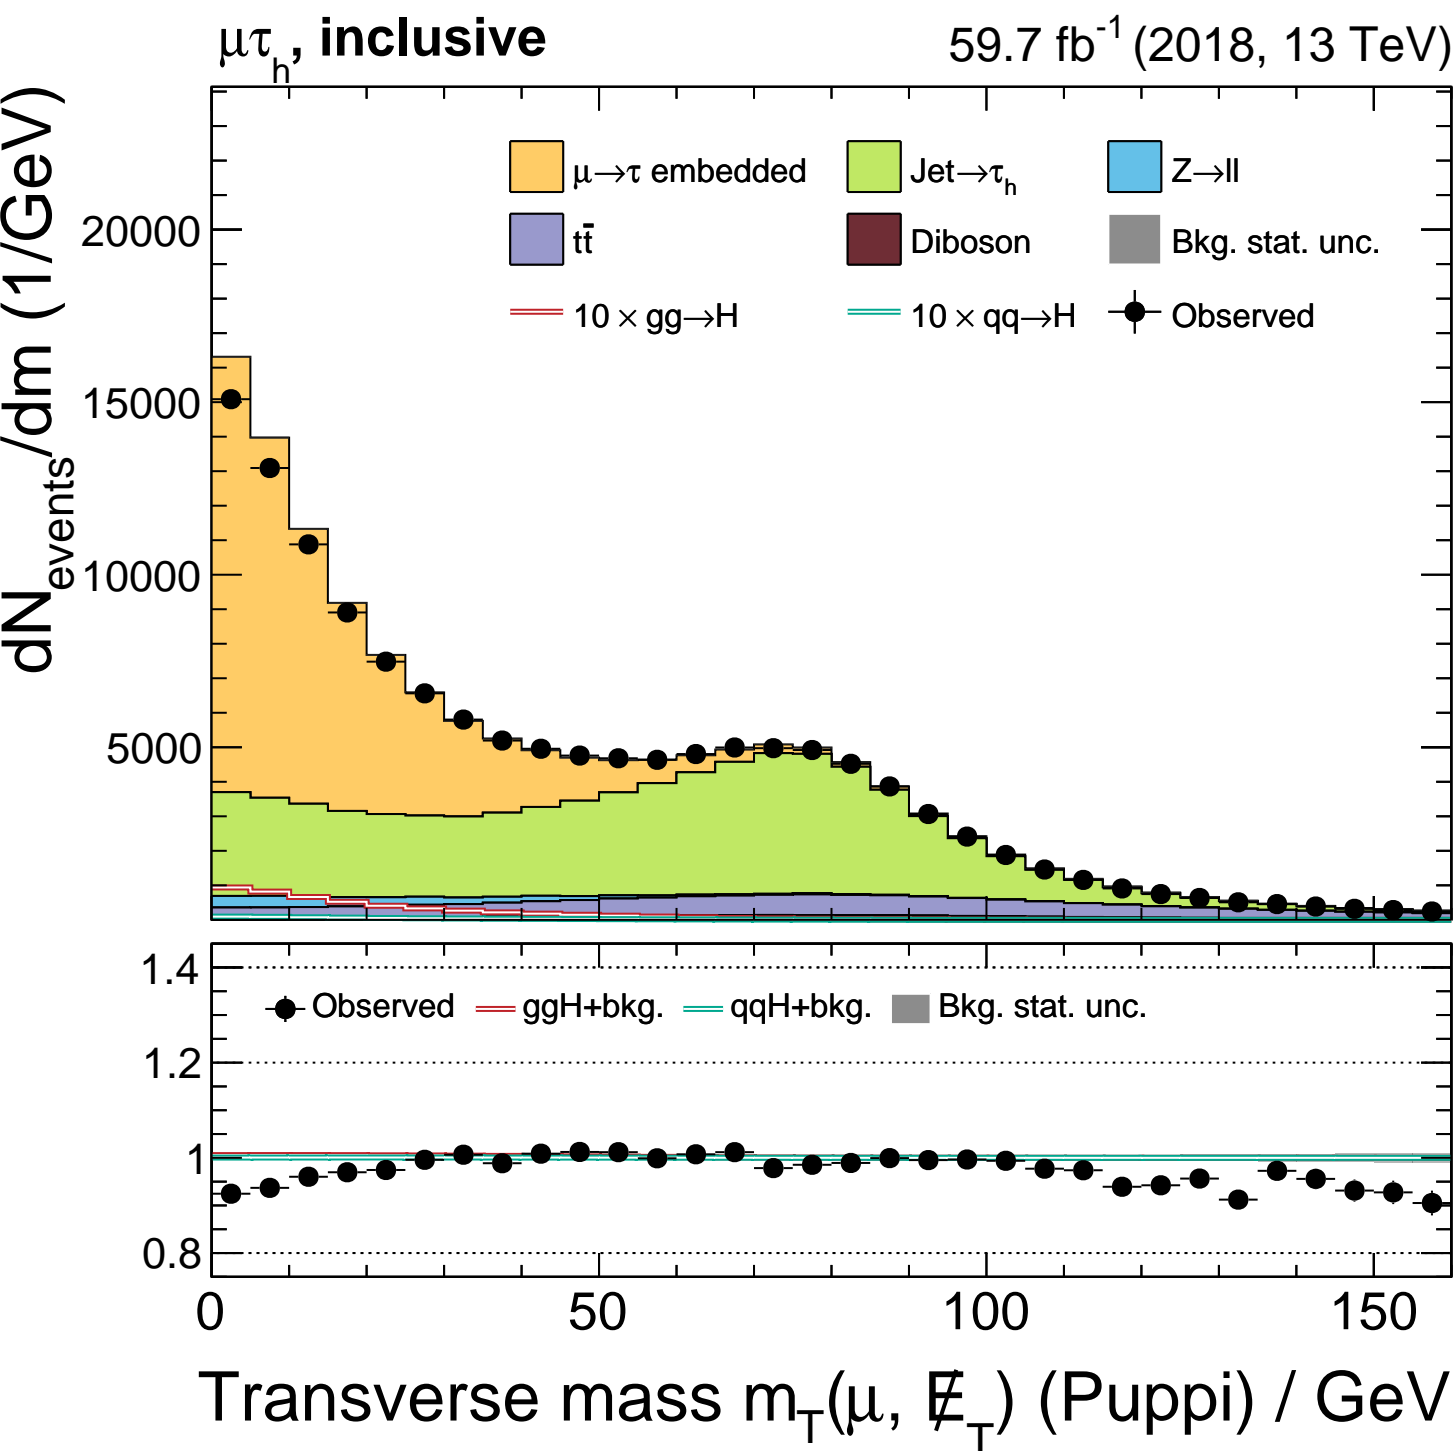 μτh, inclusive 59.7 fb-1 (2018, 13 TeV)
dNevents/dm (1/GeV)
μ→τ embedded Jet→τh Z→ll
tt̄ Diboson Bkg. stat. unc.
10 × gg→H 10 × qq→H Observed
20000
15000
10000
5000
Observed ggH+bkg. qqH+bkg. Bkg. stat. unc.
1.4
1.2
1
0.8
0 50 100 150
Transverse mass mT(μ, E̸T) (Puppi) / GeV